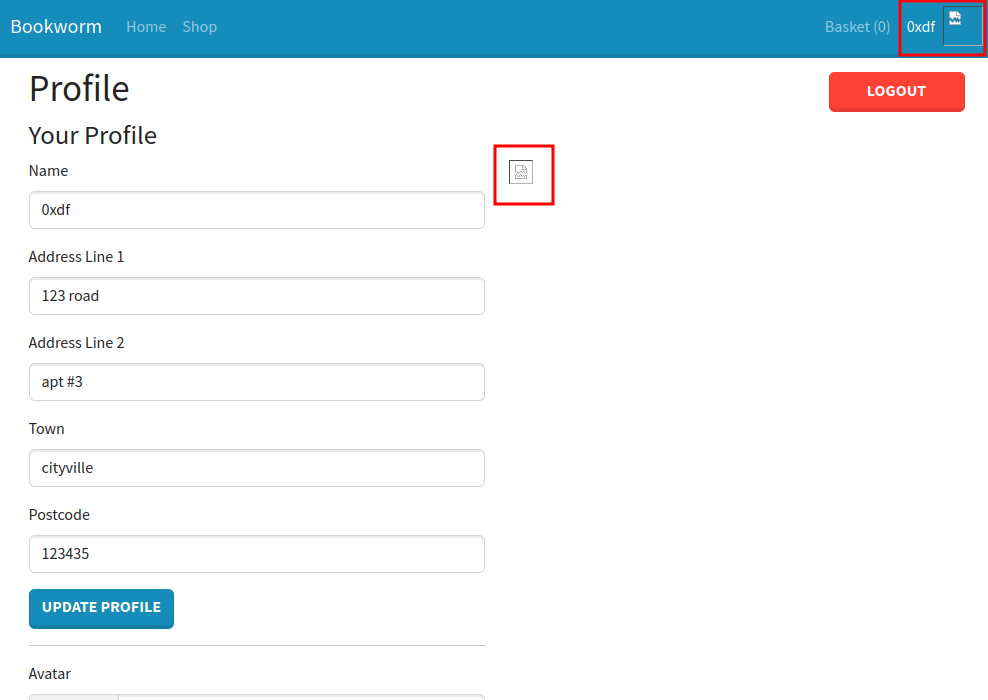 Bookworm Home Shop Basket (0) 0xdf
Profile
LOGOUT
Your Profile
Name
0xdf
Address Line 1
123 road
Address Line 2
apt #3
Town
cityville
Postcode
123435
UPDATE PROFILE
Avatar